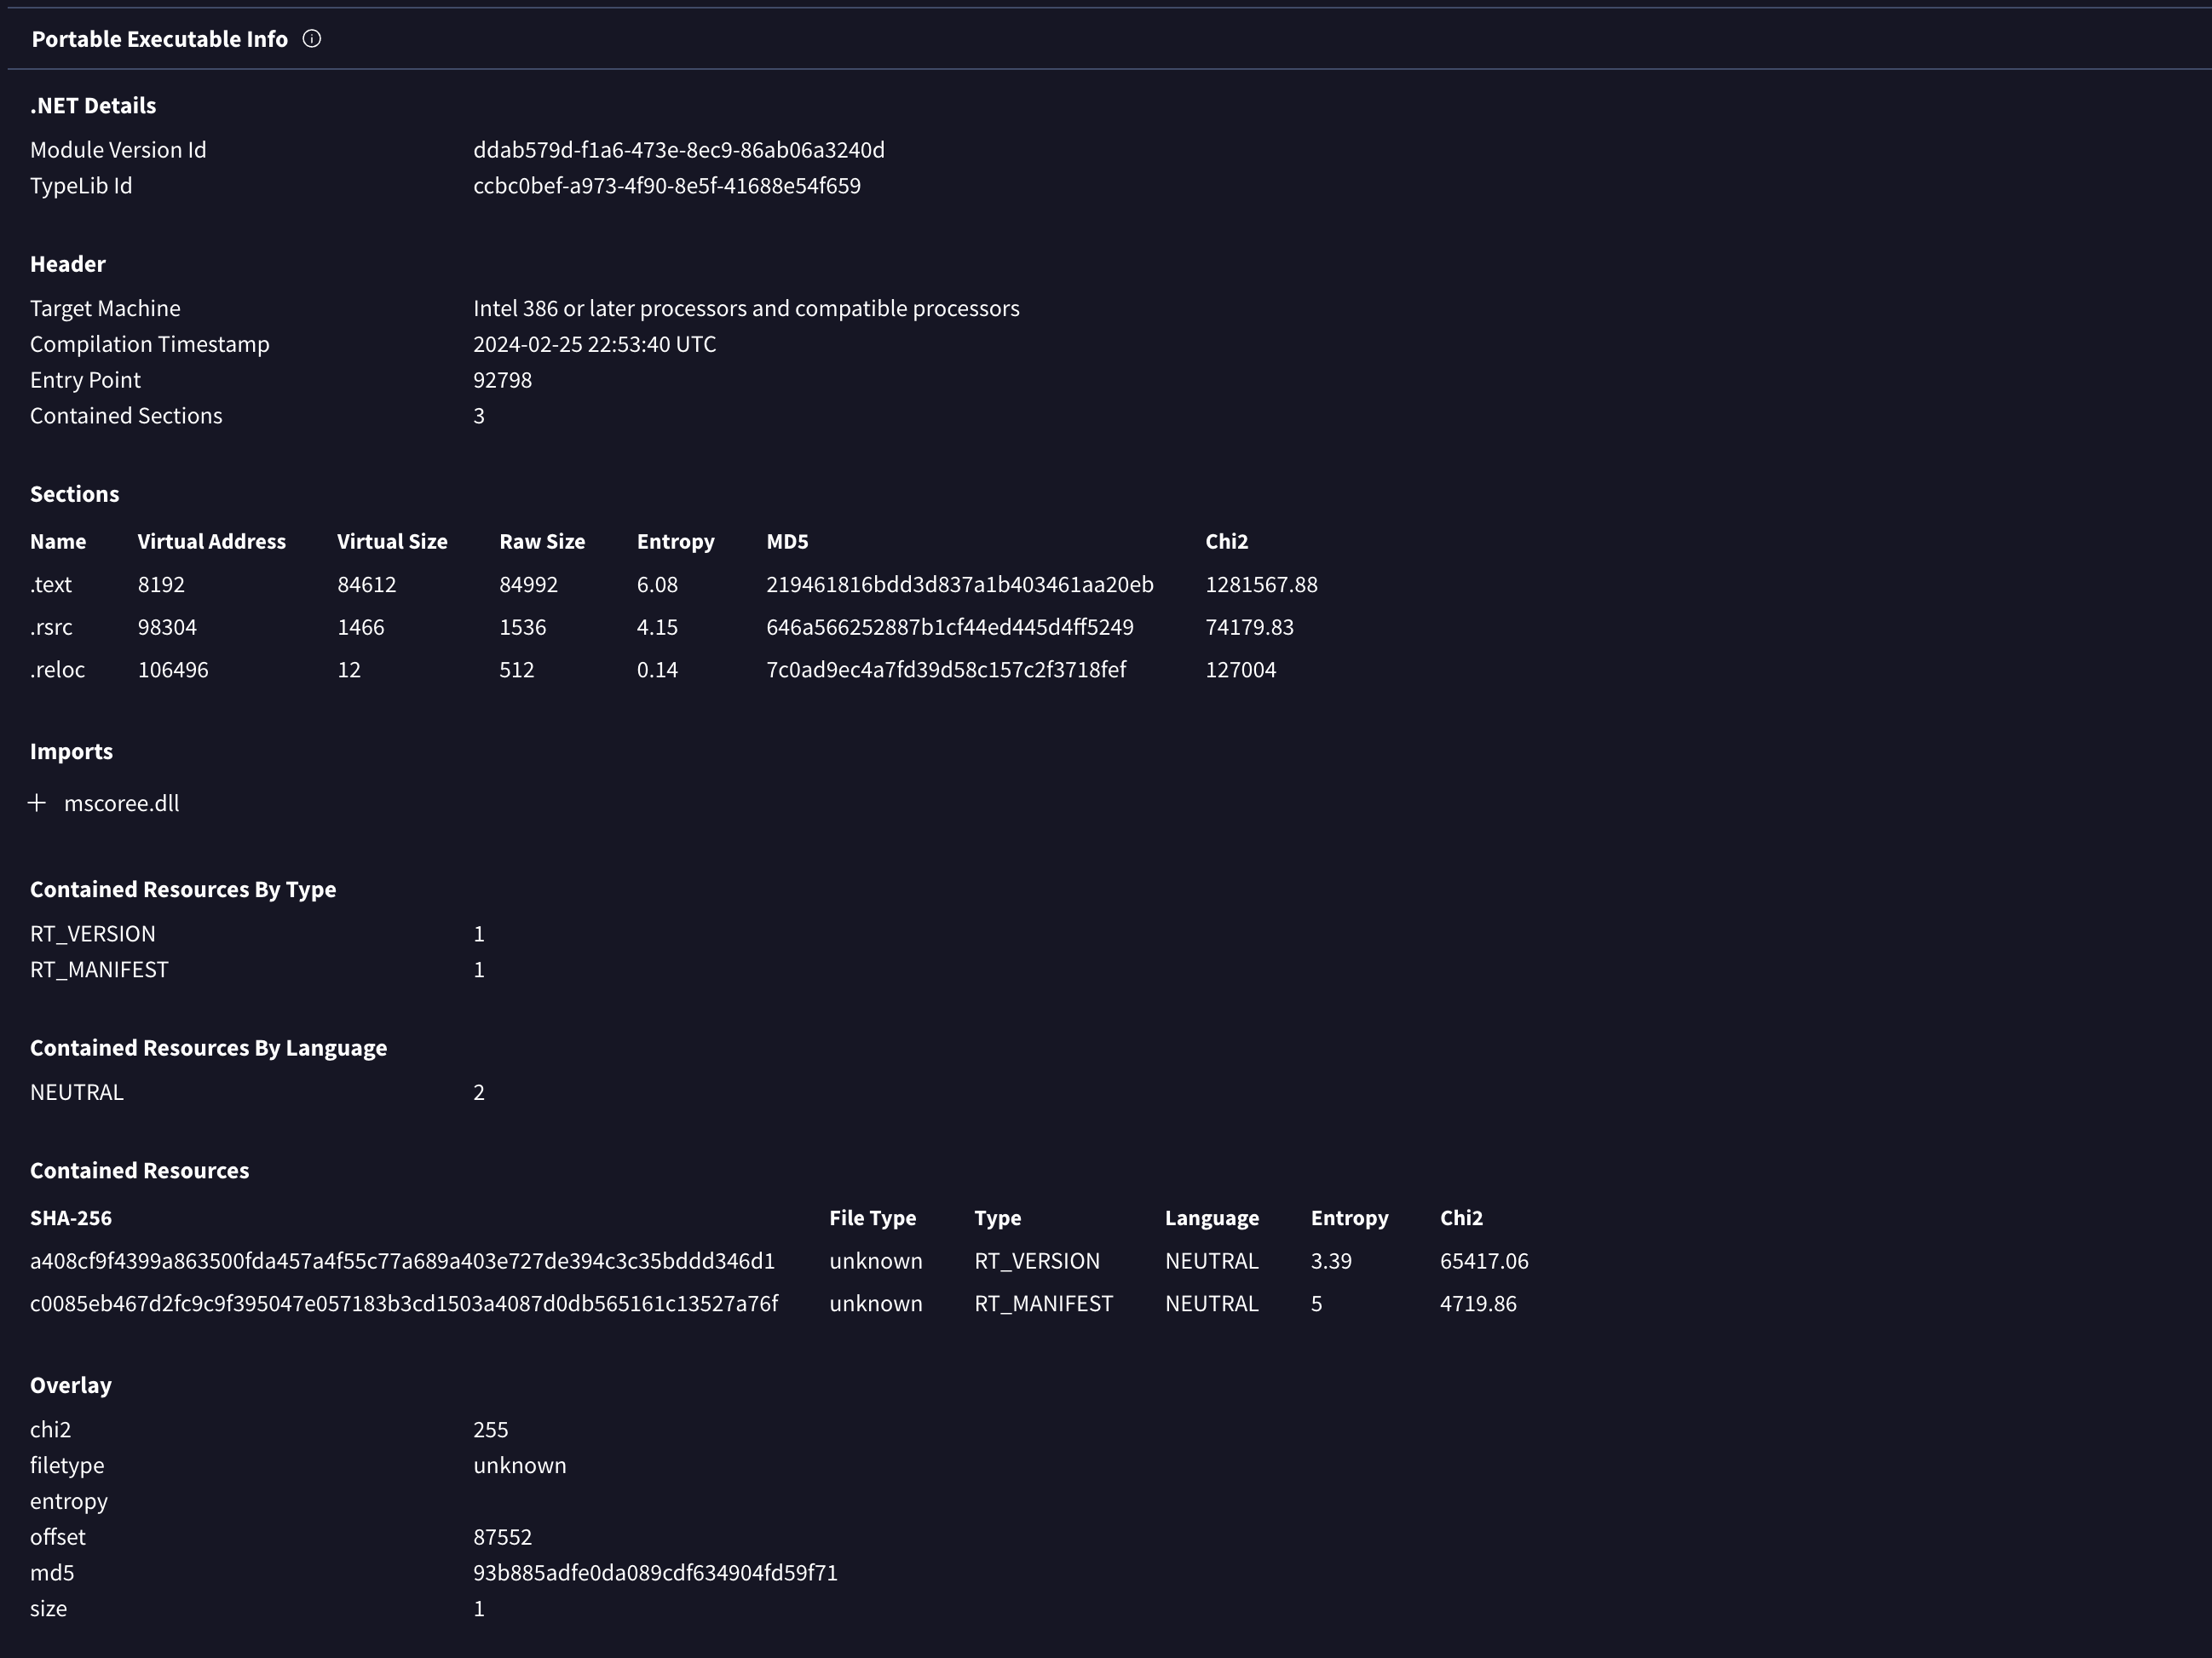 Portable Executable Info
.NET Details
Module Version Id ddab579d-f1a6-473e-8ec9-86ab06a3240d
TypeLib Id ccbc0bef-a973-4f90-8e5f-41688e54f659
Header
Target Machine Intel 386 or later processors and compatible processors
Compilation Timestamp 2024-02-25 22:53:40 UTC
Entry Point 92798
Contained Sections 3
Sections
Name Virtual Address Virtual Size Raw Size Entropy MD5 Chi2
.text 8192 84612 84992 6.08 219461816bdd3d837a1b403461aa20eb 1281567.88
.rsrc 98304 1466 1536 4.15 646a566252887b1cf44ed445d4ff5249 74179.83
.reloc 106496 12 512 0.14 7c0ad9ec4a7fd39d58c157c2f3718fef 127004
Imports
+ mscoree.dll
Contained Resources By Type
RT_VERSION 1
RT_MANIFEST 1
Contained Resources By Language
NEUTRAL 2
Contained Resources
SHA-256 File Type Type Language Entropy Chi2
a408cf9f4399a863500fda457a4f55c77a689a403e727de394c3c35bddd346d1 unknown RT_VERSION NEUTRAL 3.39 65417.06
c0085eb467d2fc9c9f395047e057183b3cd1503a4087d0db565161c13527a76f unknown RT_MANIFEST NEUTRAL 5 4719.86
Overlay
chi2 255
filetype unknown
entropy
offset 87552
md5 93b885adfe0da089cdf634904fd59f71
size 1